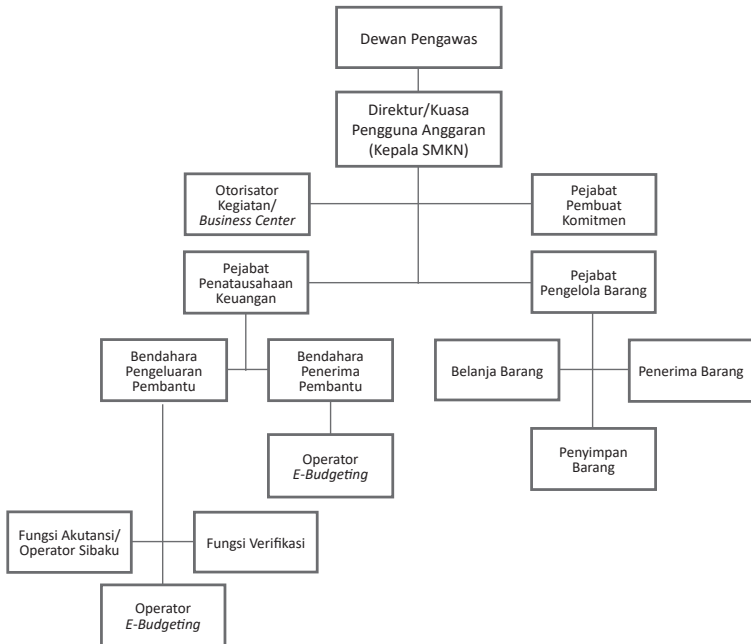 Dewan Pengawas
Direktur/Kuasa
Pengguna Anggaran
(Kepala SMKN)
Otorisator
Kegiatan/
Business Center
Pejabat
Pembuat
Komitmen
Pejabat
Penatausahaan
Keuangan
Pejabat
Pengelola Barang
Bendahara
Pengeluaran
Pembantu
Bendahara
Penerima
Pembantu
Belanja Barang
Penerima Barang
Operator
E-Budgeting
Penyimpan
Barang
Fungsi Akutansi/
Operator Sibaku
Fungsi Verifikasi
Operator
E-Budgeting